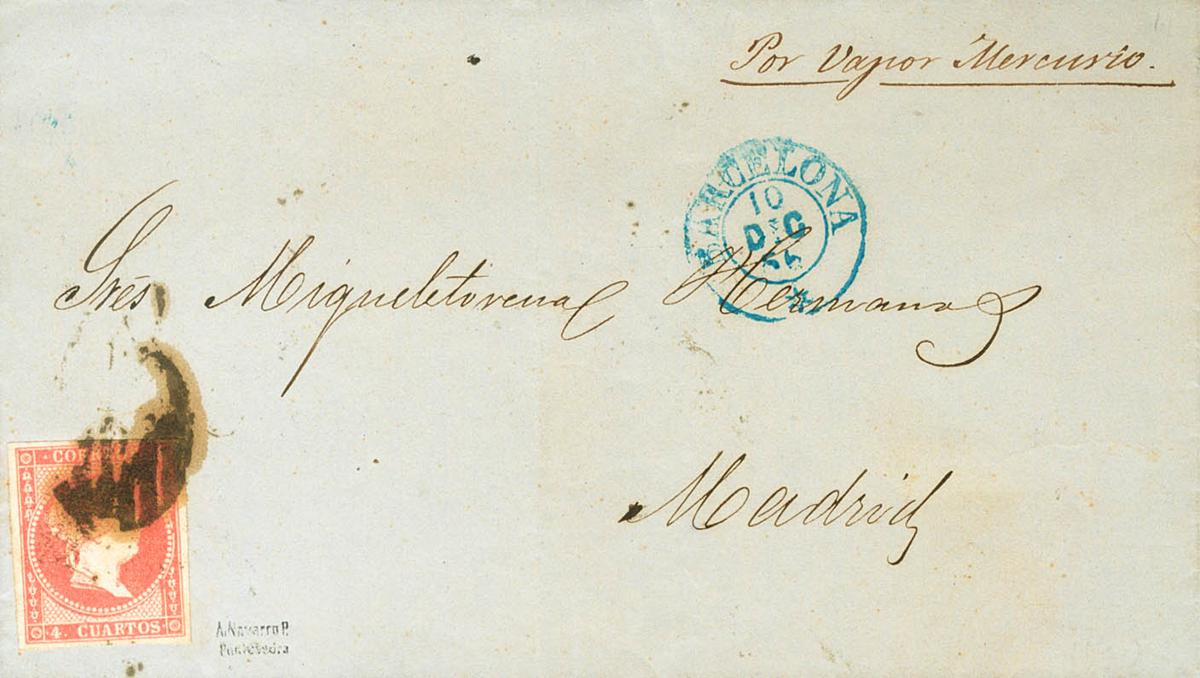 Por Vapor Mercurio.
BARCELONA
10
DIC
Sres Migueletorena Hermanos
Madrid
CORREOS
4. CUARTOS
A. Navarro P.
Pontevedra